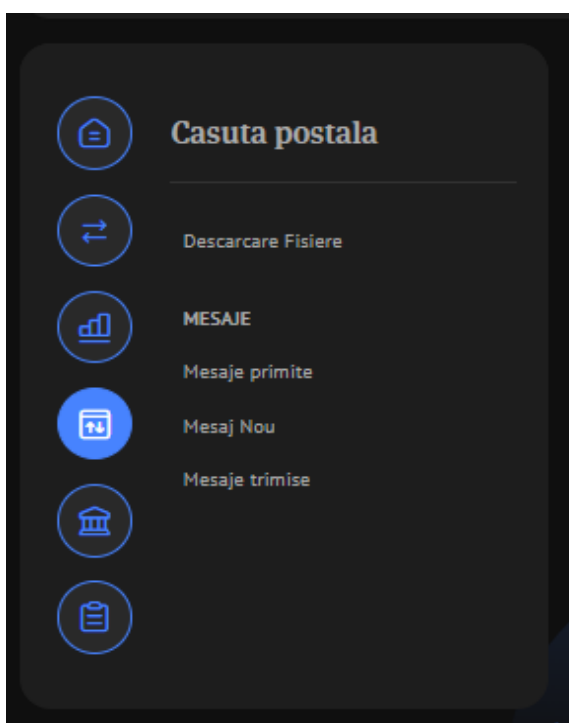 Casuta postala
Descarcare Fisiere
MESAJE
Mesaje primite
Mesaj Nou
Mesaje trimise